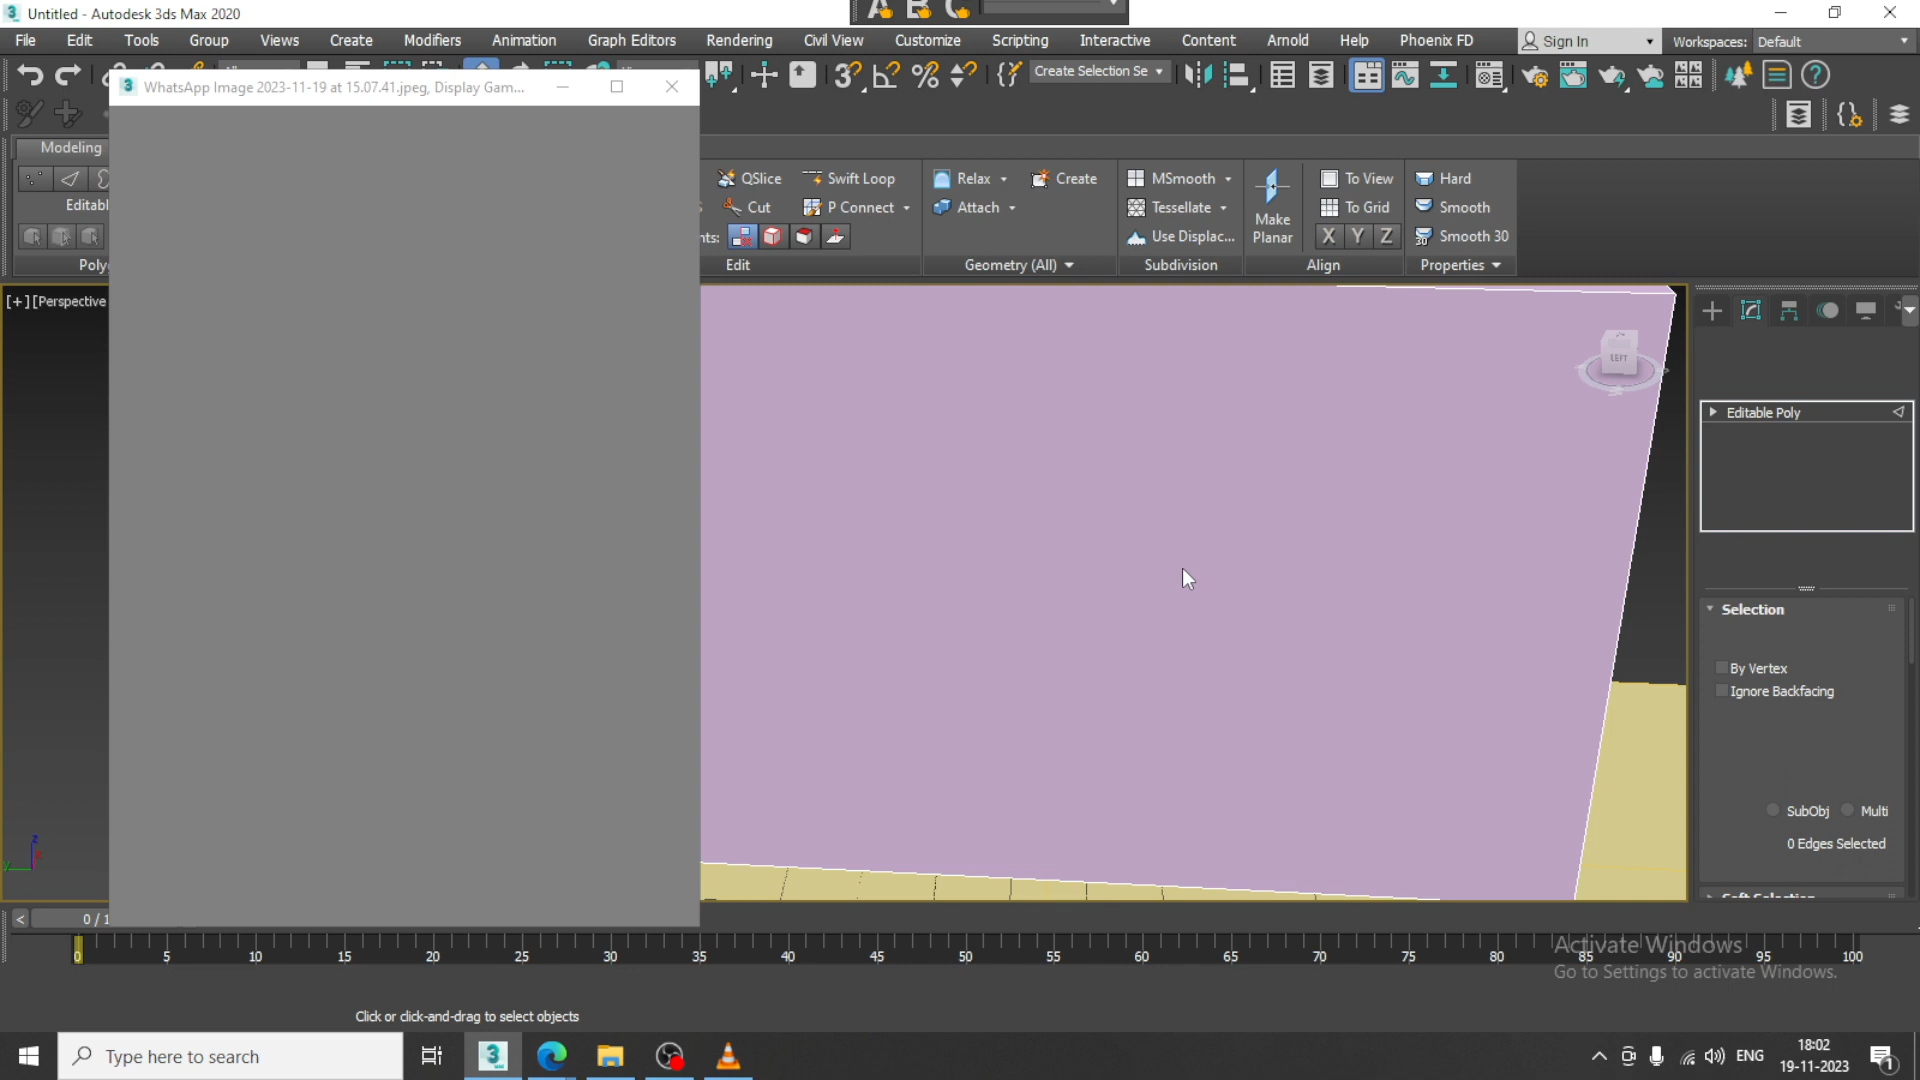 Untitled - Autodesk 3ds Max 2020
File Edit Tools Group Views Create Modifiers Animation Graph Editors Rendering Civil View Customize Scripting Interactive Content Arnold Help Phoenix FD Sign In Workspaces: Default
WhatsApp Image 2023-11-19 at 15.07.41.jpeg, Display Gam...
Create Selection Se
Modeling
QSlice Swift Loop Relax Create MSmooth To View Hard
Cut P Connect Attach Tessellate Make Planar To Grid Smooth
Use Displac... X Y Z Smooth 30
Edit Geometry (All) Subdivision Align Properties
[+] [Perspective
LEFT
Editable Poly
Selection
By Vertex
Ignore Backfacing
SubObj Multi
0 Edges Selected
Soft Selection
0 / 1
0 5 10 15 20 25 30 35 40 45 50 55 60 65 70 75 80 85 90 95 100
Activate Windows
Go to Settings to activate Windows.
Click or click-and-drag to select objects
Type here to search
ENG
18:02
19-11-2023
1